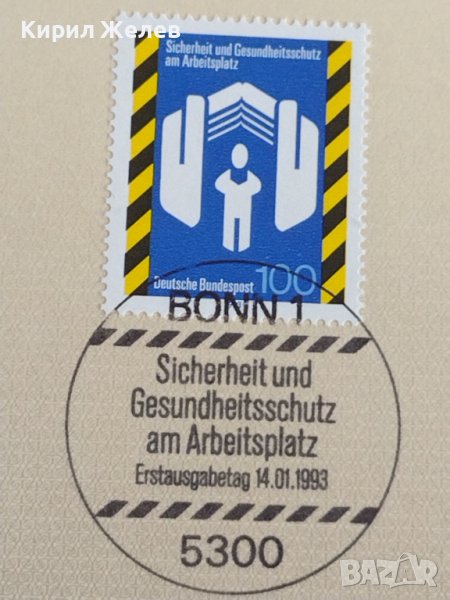 Кирил Желев
Sicherheit und Gesundheitsschutz
am Arbeitsplatz
Deutsche Bundespost 100
BONN 1
Sicherheit und
Gesundheitsschutz
am Arbeitsplatz
Erstausgabetag 14.01.1993
5300
BAZAR